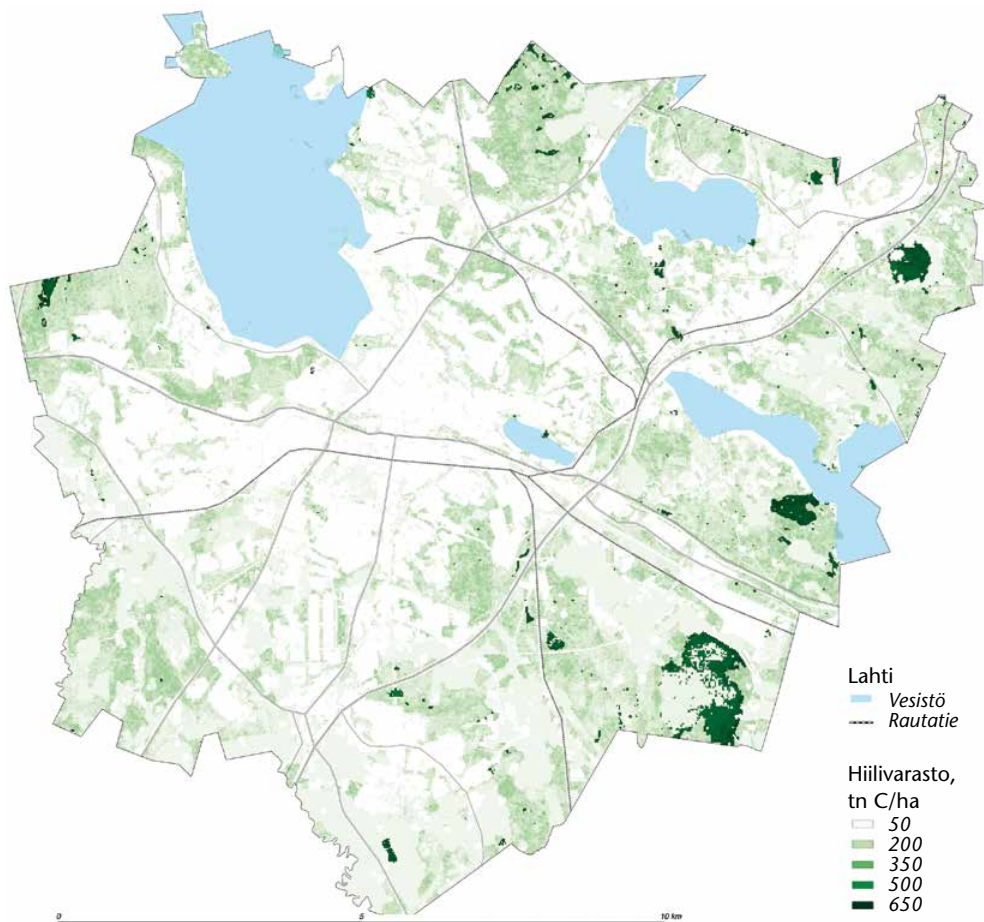 Lahti
Vesistö
Rautatie
Hiilivarasto,
tn C/ha
50
200
350
500
650
0 5 10 km